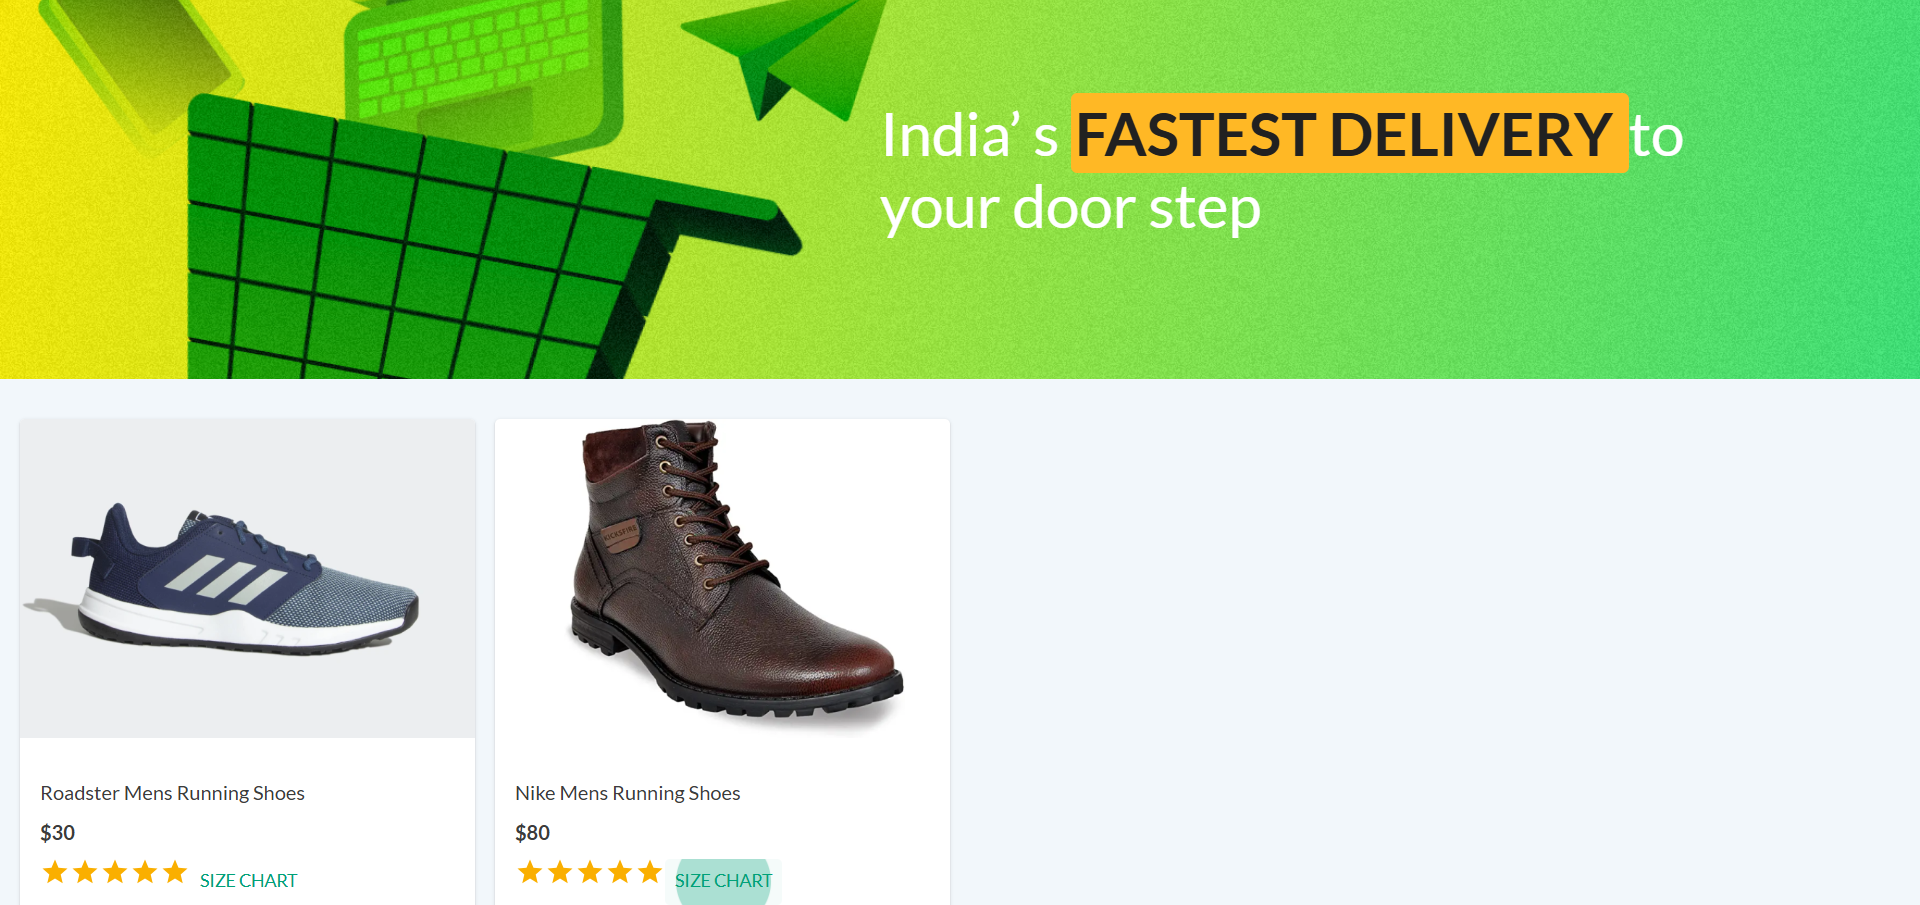 India’ s FASTEST DELIVERY to
your door step
KICKSFIRE
Roadster Mens Running Shoes
$30
SIZE CHART
Nike Mens Running Shoes
$80
SIZE CHART